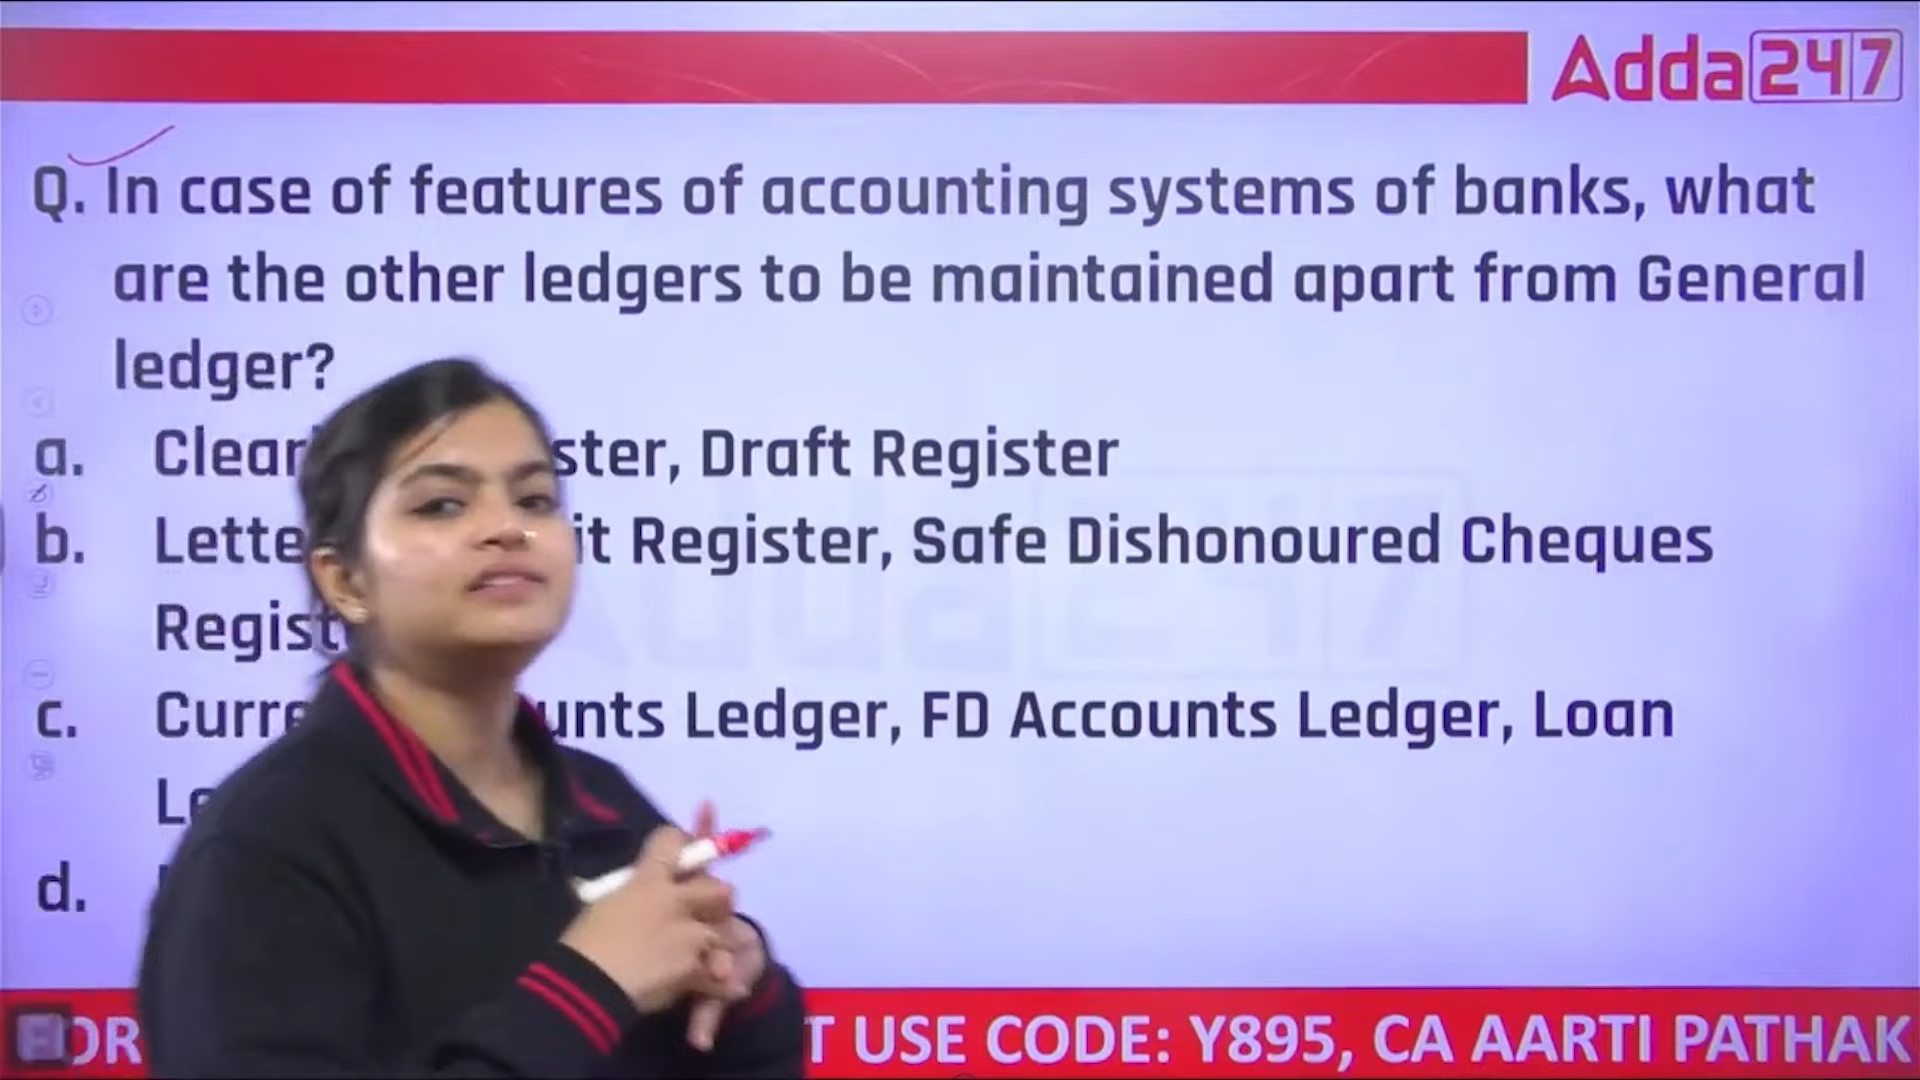 Adda247
Q. In case of features of accounting systems of banks, what
are the other ledgers to be maintained apart from General
ledger?
a. Clear ster, Draft Register
b. Lette it Register, Safe Dishonoured Cheques
Regist
c. Curre unts Ledger, FD Accounts Ledger, Loan
Le
d.
OR T USE CODE: Y895, CA AARTI PATHAK